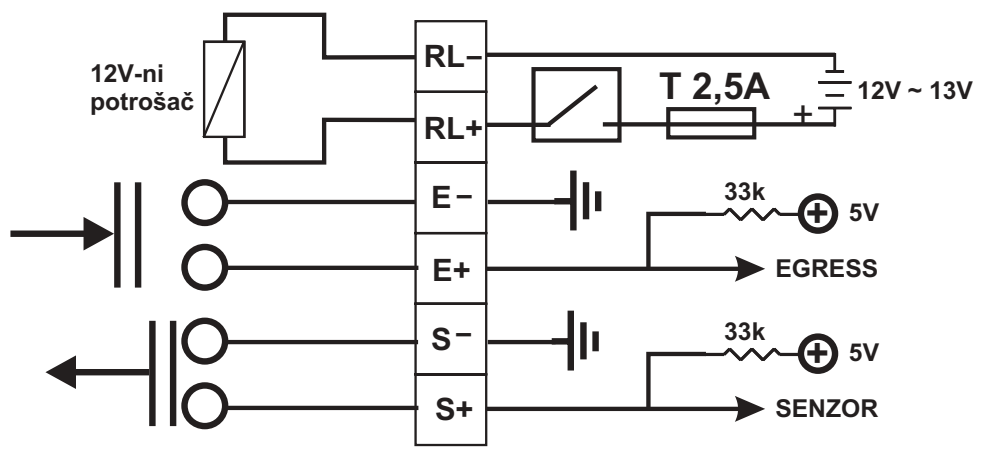 12V-ni
potrošač
RL−
T 2,5A
12V ~ 13V
+
RL+
E −
33k
5V
E+
EGRESS
S −
33k
5V
S+
SENZOR